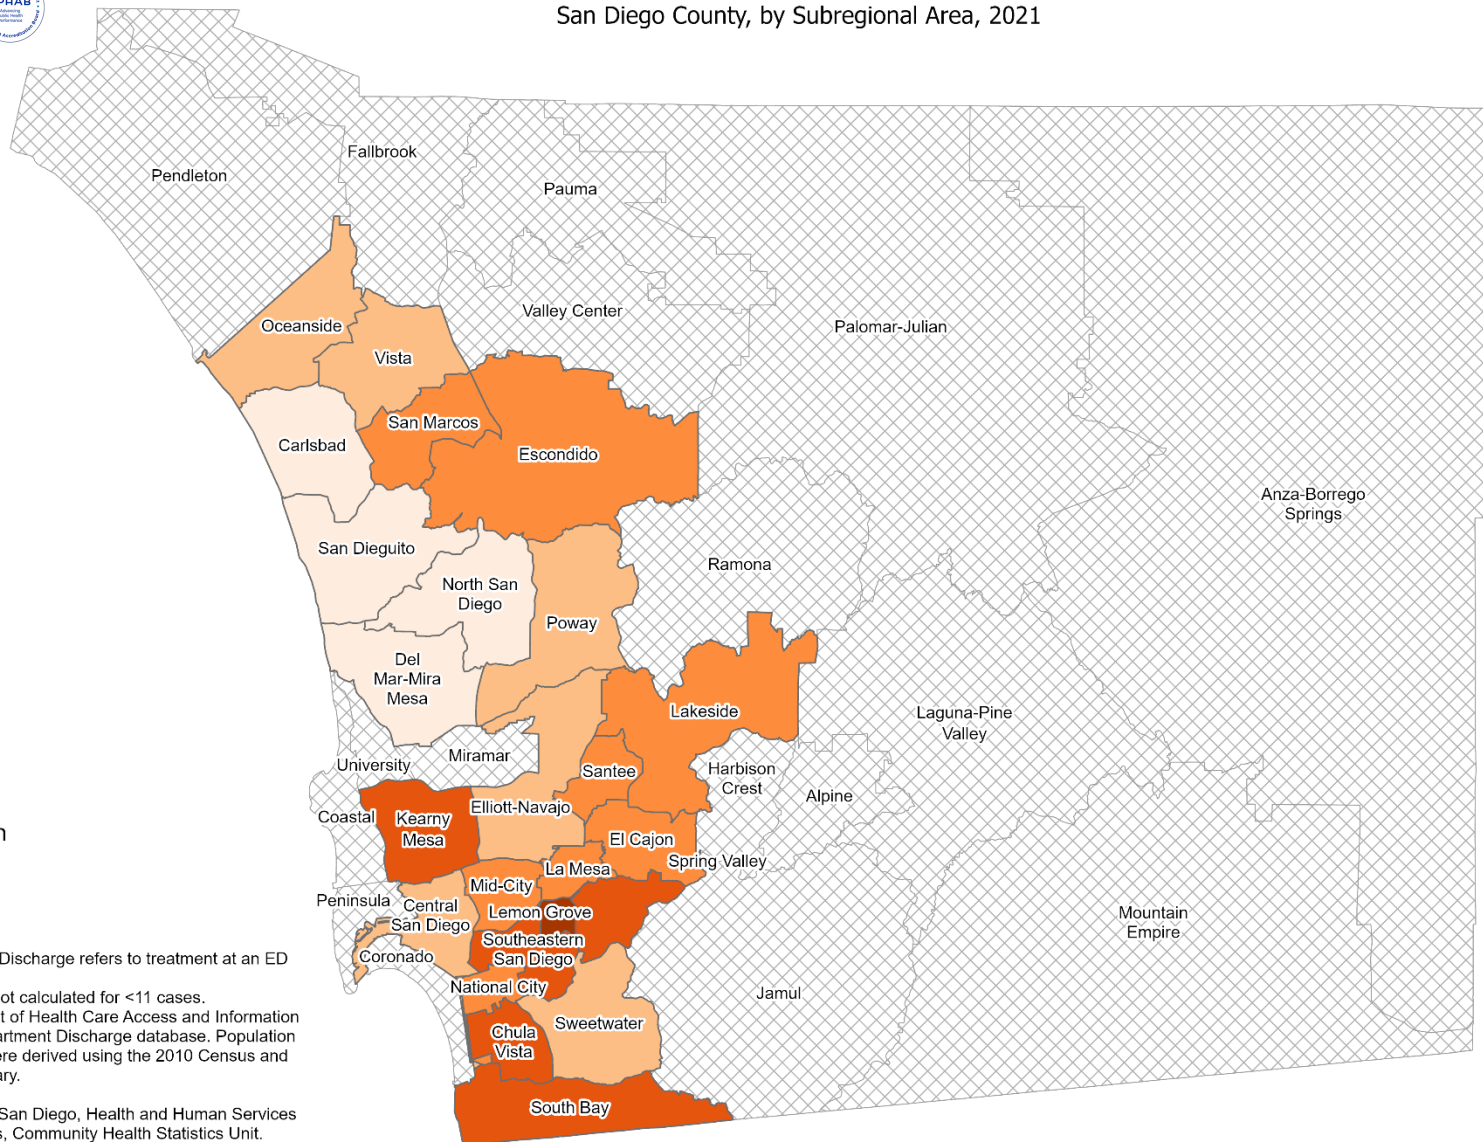 PHAB
Advancing
Public Health
Performance
San Diego County, by Subregional Area, 2021
Fallbrook
Pendleton
Pauma
Valley Center
Oceanside
Palomar-Julian
Vista
San Marcos
Carlsbad
Escondido
Anza-Borrego
Springs
San Dieguito
Ramona
North San
Diego
Poway
Del
Mar-Mira
Mesa
Lakeside
Laguna-Pine
Valley
Miramar
University
Santee
Harbison
Crest
Alpine
Elliott-Navajo
Coastal
Kearny
Mesa
El Cajon
Spring Valley
La Mesa
Mid-City
Peninsula
Central
San Diego
Lemon Grove
Mountain
Empire
Southeastern
San Diego
Coronado
National City
Jamul
Sweetwater
Chula
Vista
South Bay
n
Discharge refers to treatment at an ED
ot calculated for <11 cases.
t of Health Care Access and Information
artment Discharge database. Population
ere derived using the 2010 Census and
ary.
San Diego, Health and Human Services
s, Community Health Statistics Unit.